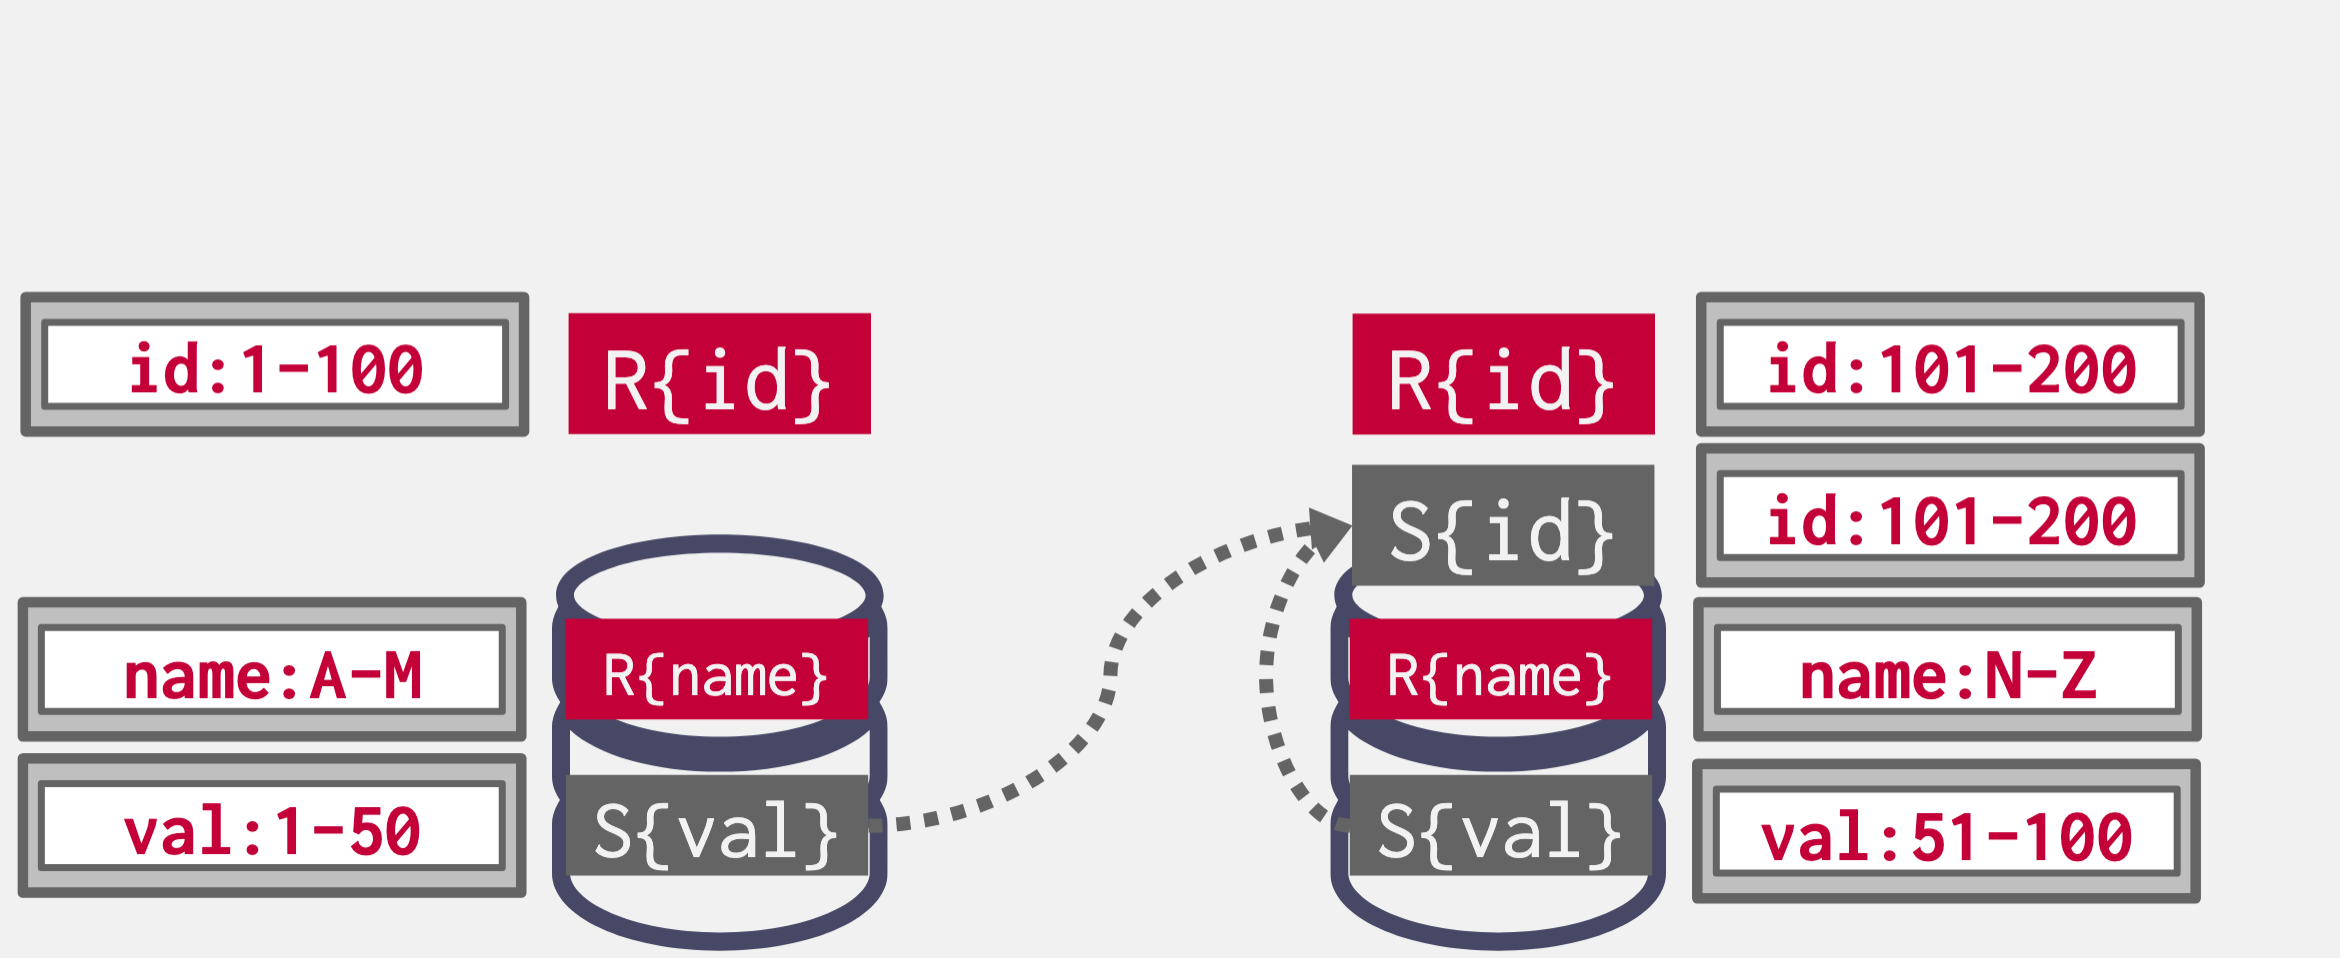 id:1-100
R{id}
R{id}
id:101-200
S{id}
id:101-200
name:A-M
R{name}
R{name}
name:N-Z
val:1-50
S{val}
S{val}
val:51-100